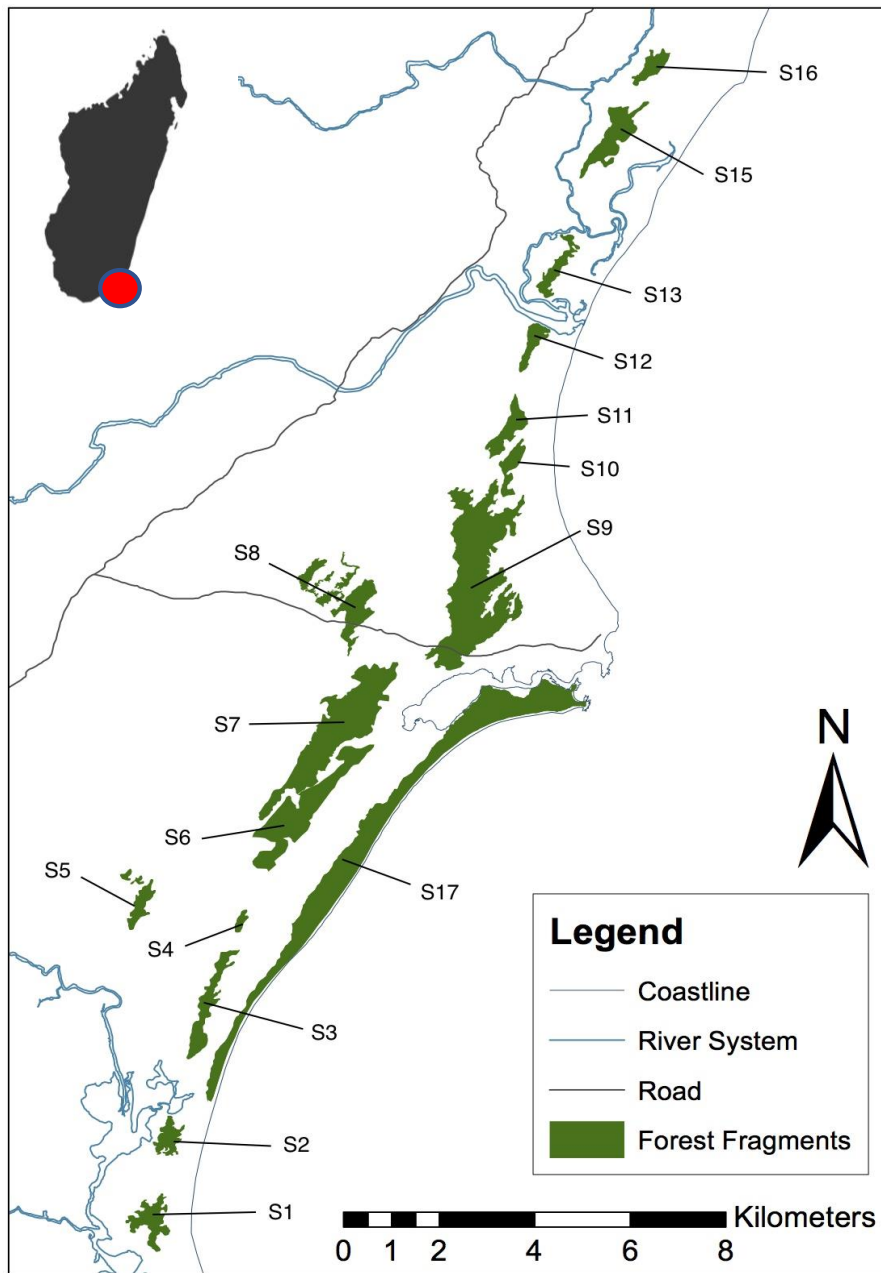 S16
S15
S13
S12
S11
S10
S9
S8
S7
N
S6
S5
S17
S4
Legend
Coastline
S3
River System
Road
S2
Forest Fragments
S1
Kilometers
0 1 2 4 6 8